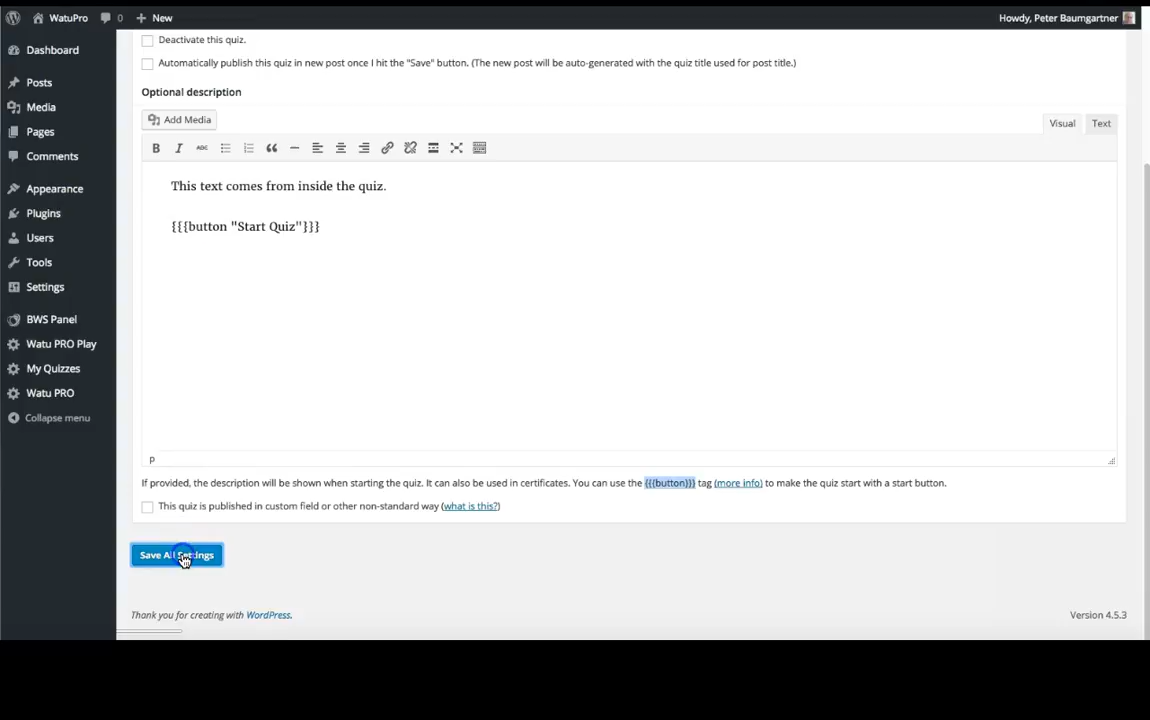 WatuPro 0 New Howdy, Peter Baumgartner
Dashboard
Posts
Media
Pages
Comments
Appearance
Plugins
Users
Tools
Settings
BWS Panel
Watu PRO Play
My Quizzes
Watu PRO
Collapse menu
Deactivate this quiz.
Automatically publish this quiz in new post once I hit the "Save" button. (The new post will be auto-generated with the quiz title used for post title.)
Optional description
Add Media
Visual Text
B I ABC
This text comes from inside the quiz.
{{{button "Start Quiz"}}}
p
If provided, the description will be shown when starting the quiz. It can also be used in certificates. You can use the {{{button}}} tag (more info) to make the quiz start with a start button.
This quiz is published in custom field or other non-standard way (what is this?)
Save All Settings
Thank you for creating with WordPress. Version 4.5.3